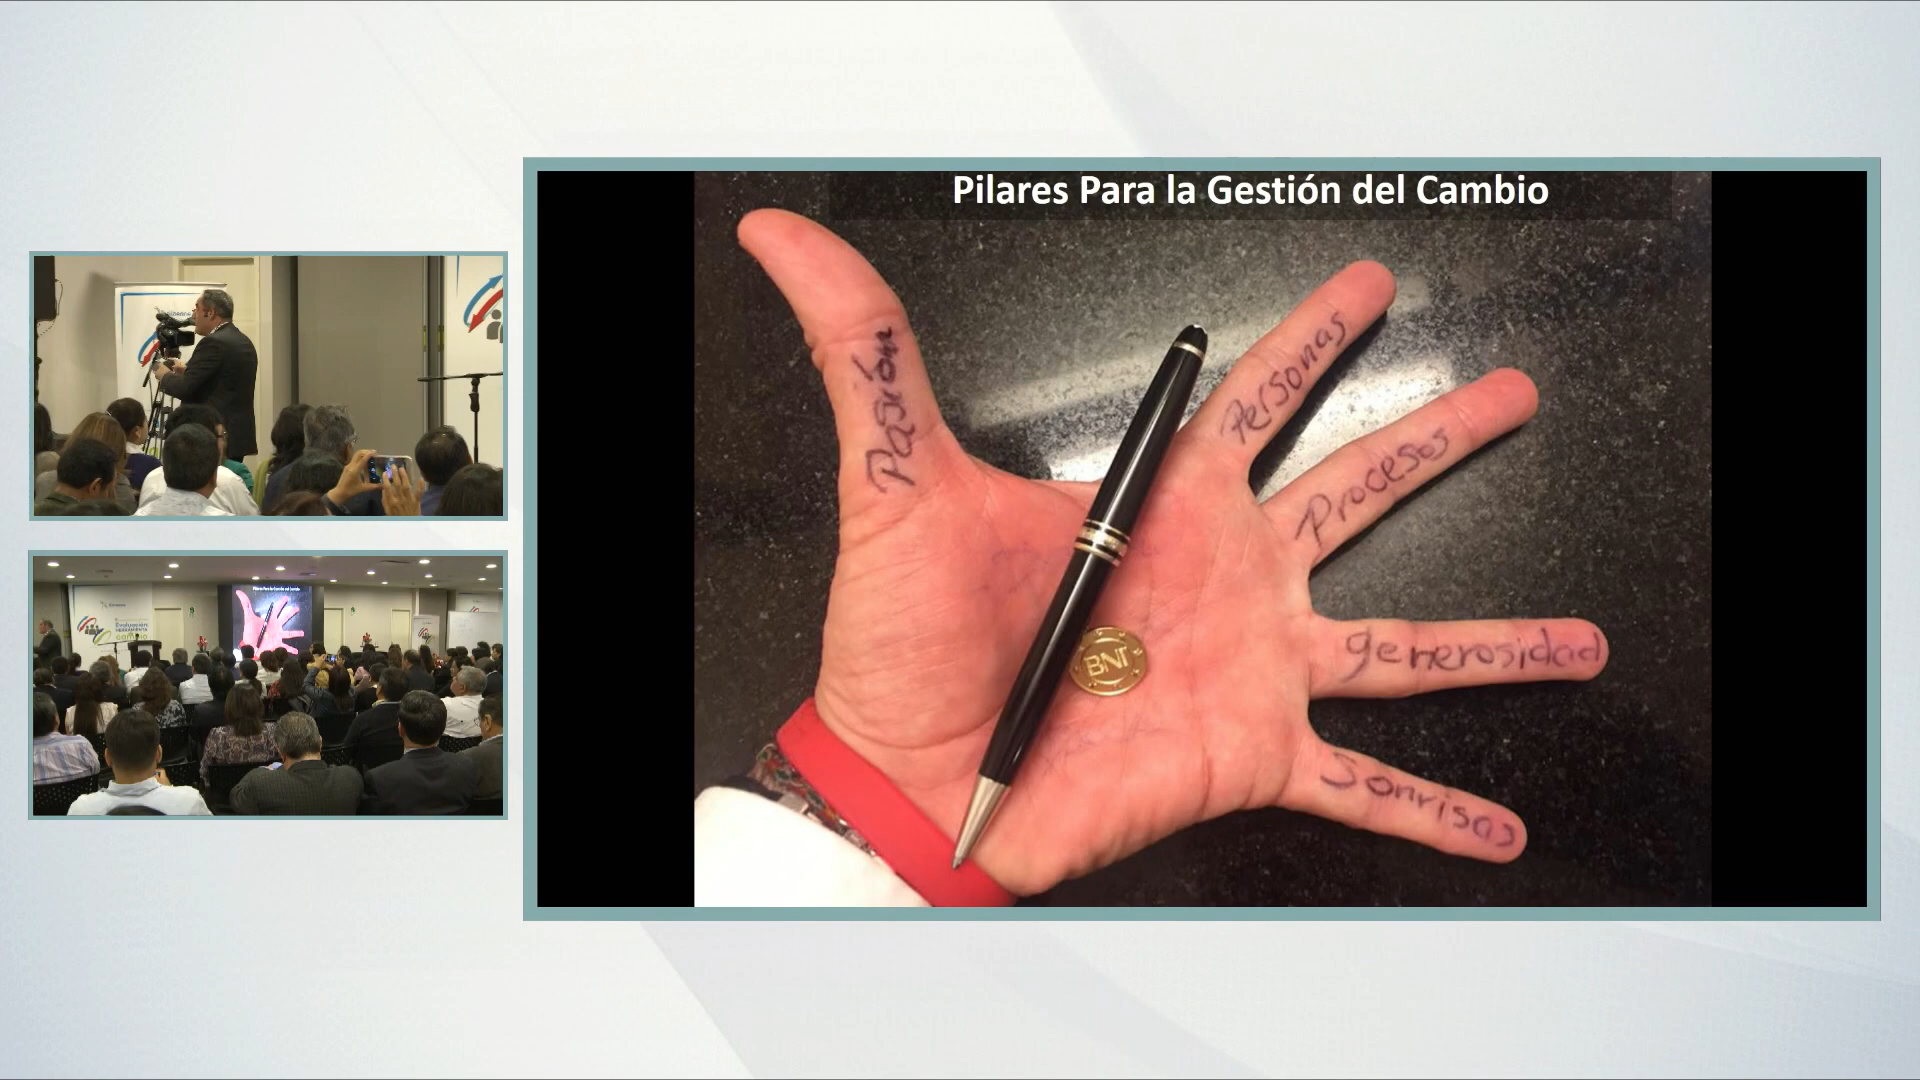 Pilares Para la Gestión del Cambio
Pasión
Personas
Procesos
generosidad
Sonrisas
BNI